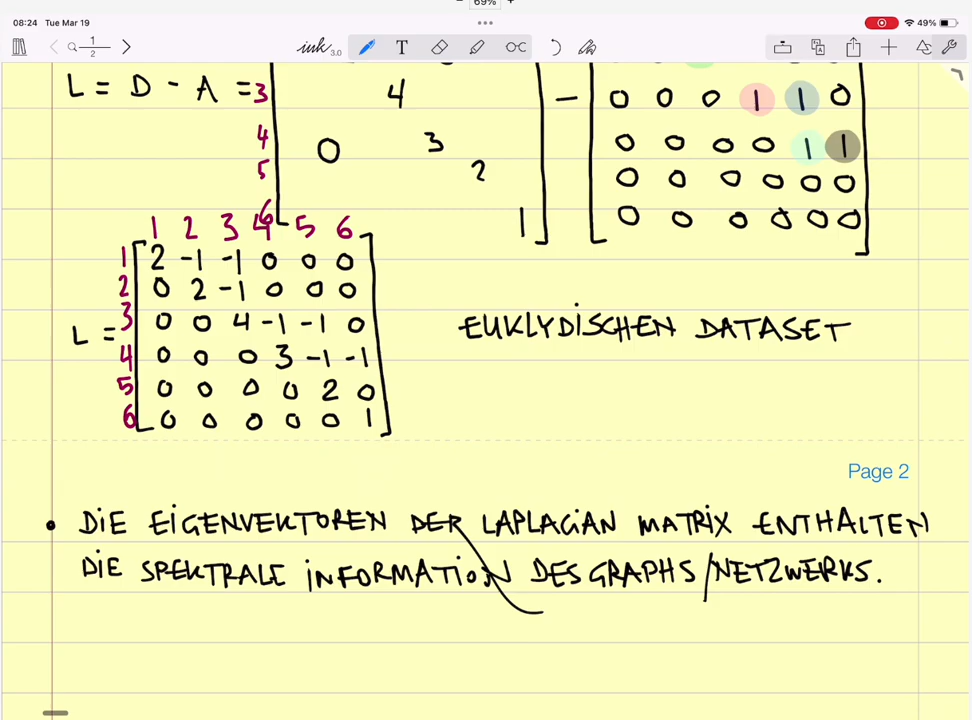 69%
08:24 Tue Mar 19
49%
1
2
ink 3.0
T
L = D - A = 3
4
5
6
4
0 3
2
1
-
0 0 0 1 1 0
0 0 0 0 1 1
0 0 0 0 0 0
0 0 0 0 0 0
1 2 3 4 5 6
L =
1 2 -1 -1 0 0 0
2 0 2 -1 0 0 0
3 0 0 4 -1 -1 0
4 0 0 0 3 -1 -1
5 0 0 0 0 2 0
6 0 0 0 0 0 1
EUKLYDISCHEN DATASET
Page 2
• DIE EIGENVEKTOREN DER LAPLACIAN MATRIX ENTHALTEN
DIE SPEKTRALE INFORMATION DES GRAPHS/NETZWERKS.